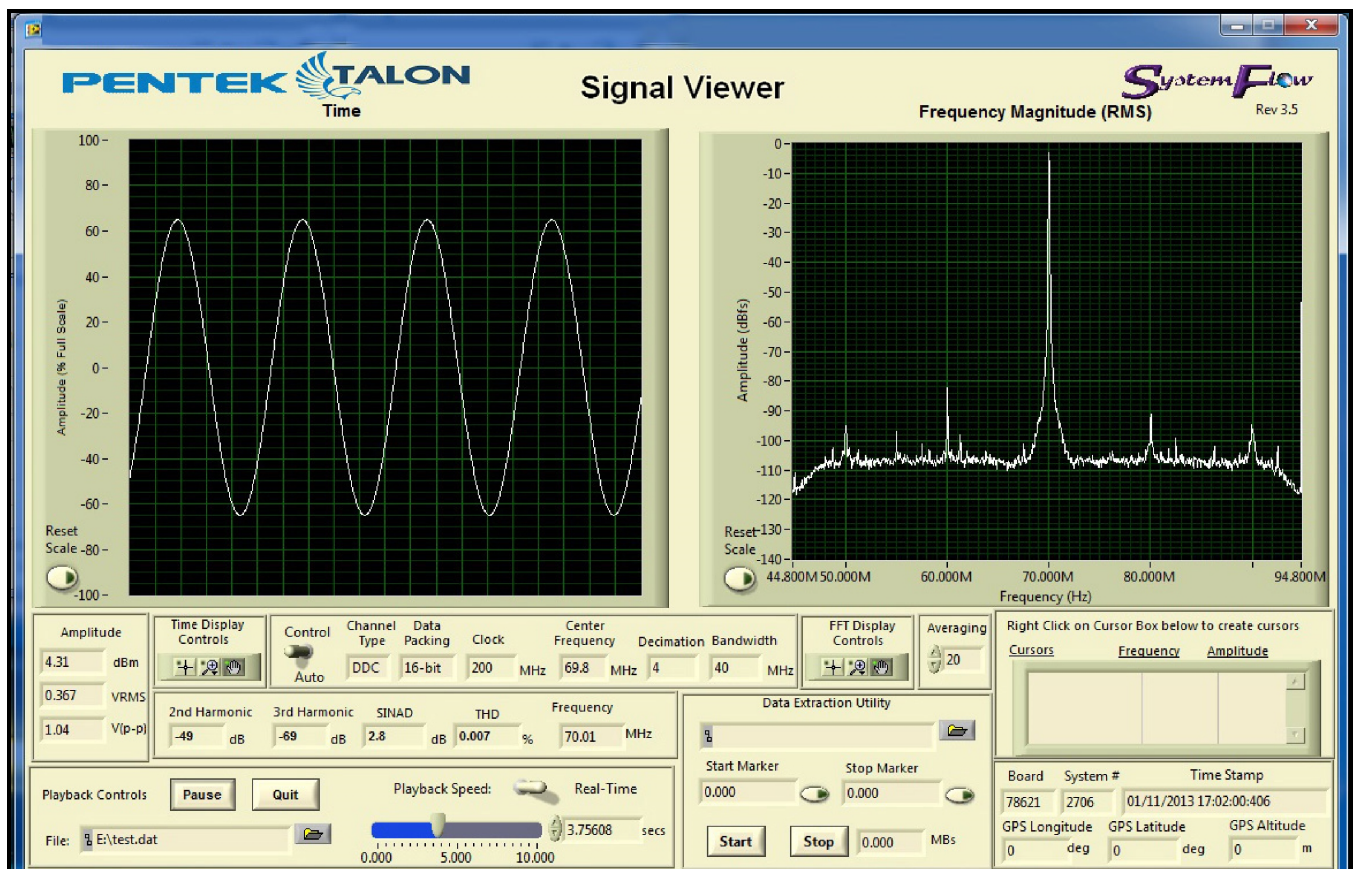 PENTEK TALON
Signal Viewer
SystemFlow
Rev 3.5
Time
Frequency Magnitude (RMS)
100
80
60
40
20
0
-20
-40
-60
-80
-100
Amplitude (% Full Scale)
Reset
Scale
0
-10
-20
-30
-40
-50
-60
-70
-80
-90
-100
-110
-120
-130
-140
Amplitude (dBfs)
Reset
Scale
44.800M 50.000M 60.000M 70.000M 80.000M 94.800M
Frequency (Hz)
Amplitude
4.31 dBm
0.367 VRMS
1.04 V(p-p)
Time Display
Controls
Control
Auto
Channel
Type
DDC
Data
Packing
16-bit
Clock
200 MHz
Center
Frequency
69.8 MHz
Decimation
4
Bandwidth
40 MHz
FFT Display
Controls
Averaging
20
Right Click on Cursor Box below to create cursors
Cursors Frequency Amplitude
2nd Harmonic
-49 dB
3rd Harmonic
-69 dB
SINAD
2.8 dB
THD
0.007 %
Frequency
70.01 MHz
Data Extraction Utility
Start Marker
0.000
Stop Marker
0.000
Start
Stop
0.000 MBs
Playback Controls
Pause
Quit
Playback Speed:
Real-Time
File: E:\test.dat
3.75608 secs
0.000 5.000 10.000
Board System # Time Stamp
78621 2706 01/11/2013 17:02:00:406
GPS Longitude GPS Latitude GPS Altitude
0 deg 0 deg 0 m